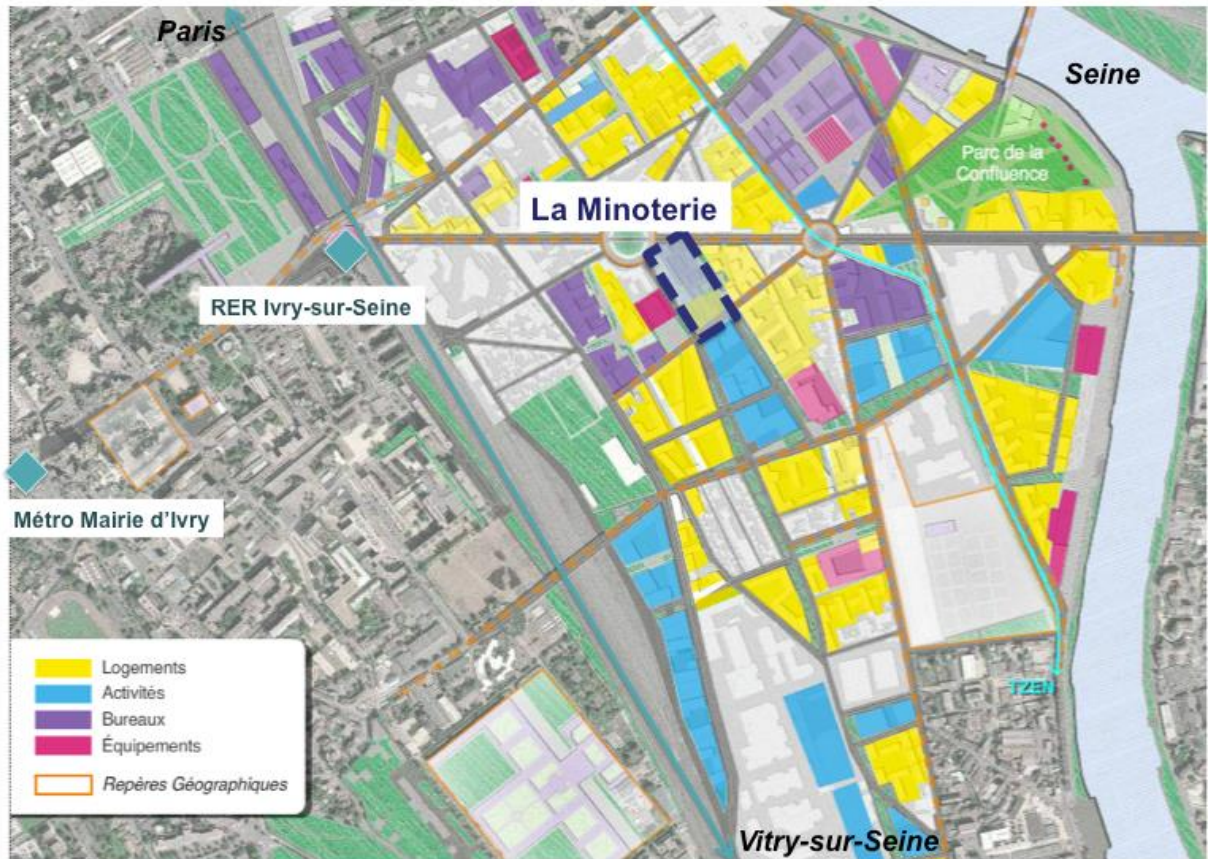 Paris
Seine
Parc de la
Confluence
La Minoterie
RER Ivry-sur-Seine
Métro Mairie d'Ivry
Logements
Activités
Bureaux
Équipements
Repères Géographiques
TZEN
Vitry-sur-Seine